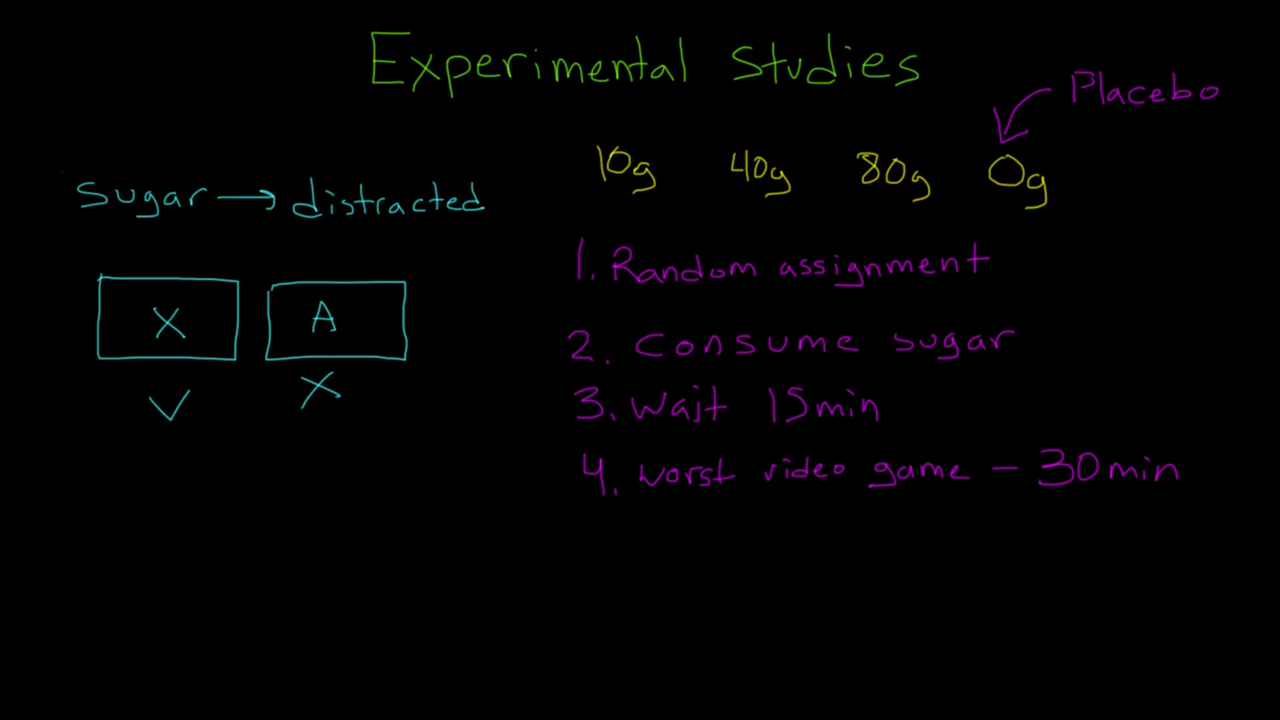 Experimental Studies
Placebo
10g 40g 80g 0g
Sugar → distracted
1. Random assignment
X A
2. Consume sugar
✓ X
3. Wait 15min
4. worst video game - 30min